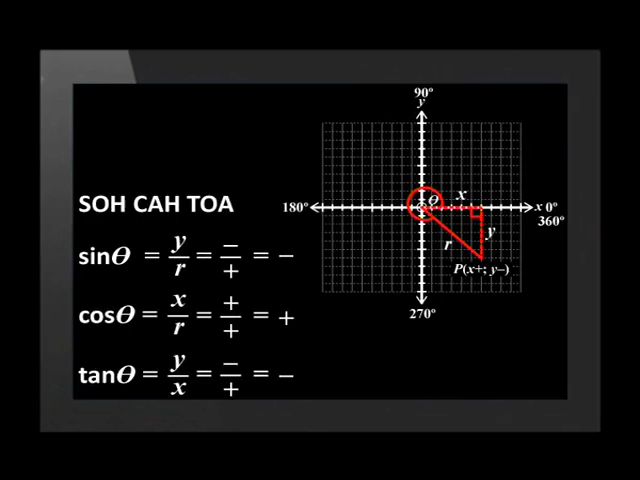 90°
y
θ
x
180°
x 0°
360°
y
r
P(x+; y–)
270°
SOH CAH TOA
sinθ = y/r = –/+ = –
cosθ = x/r = +/+ = +
tanθ = y/x = –/+ = –